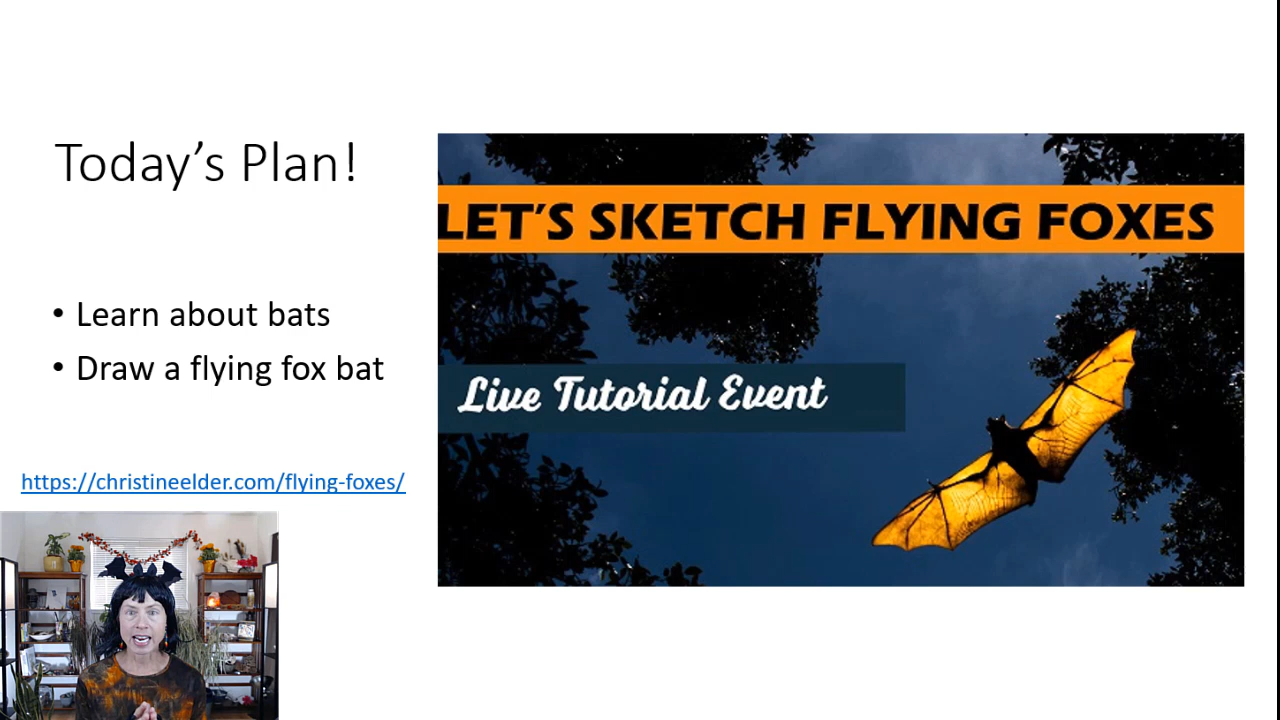 Today’s Plan!
• Learn about bats
• Draw a flying fox bat
https://christineelder.com/flying-foxes/
LET’S SKETCH FLYING FOXES
Live Tutorial Event